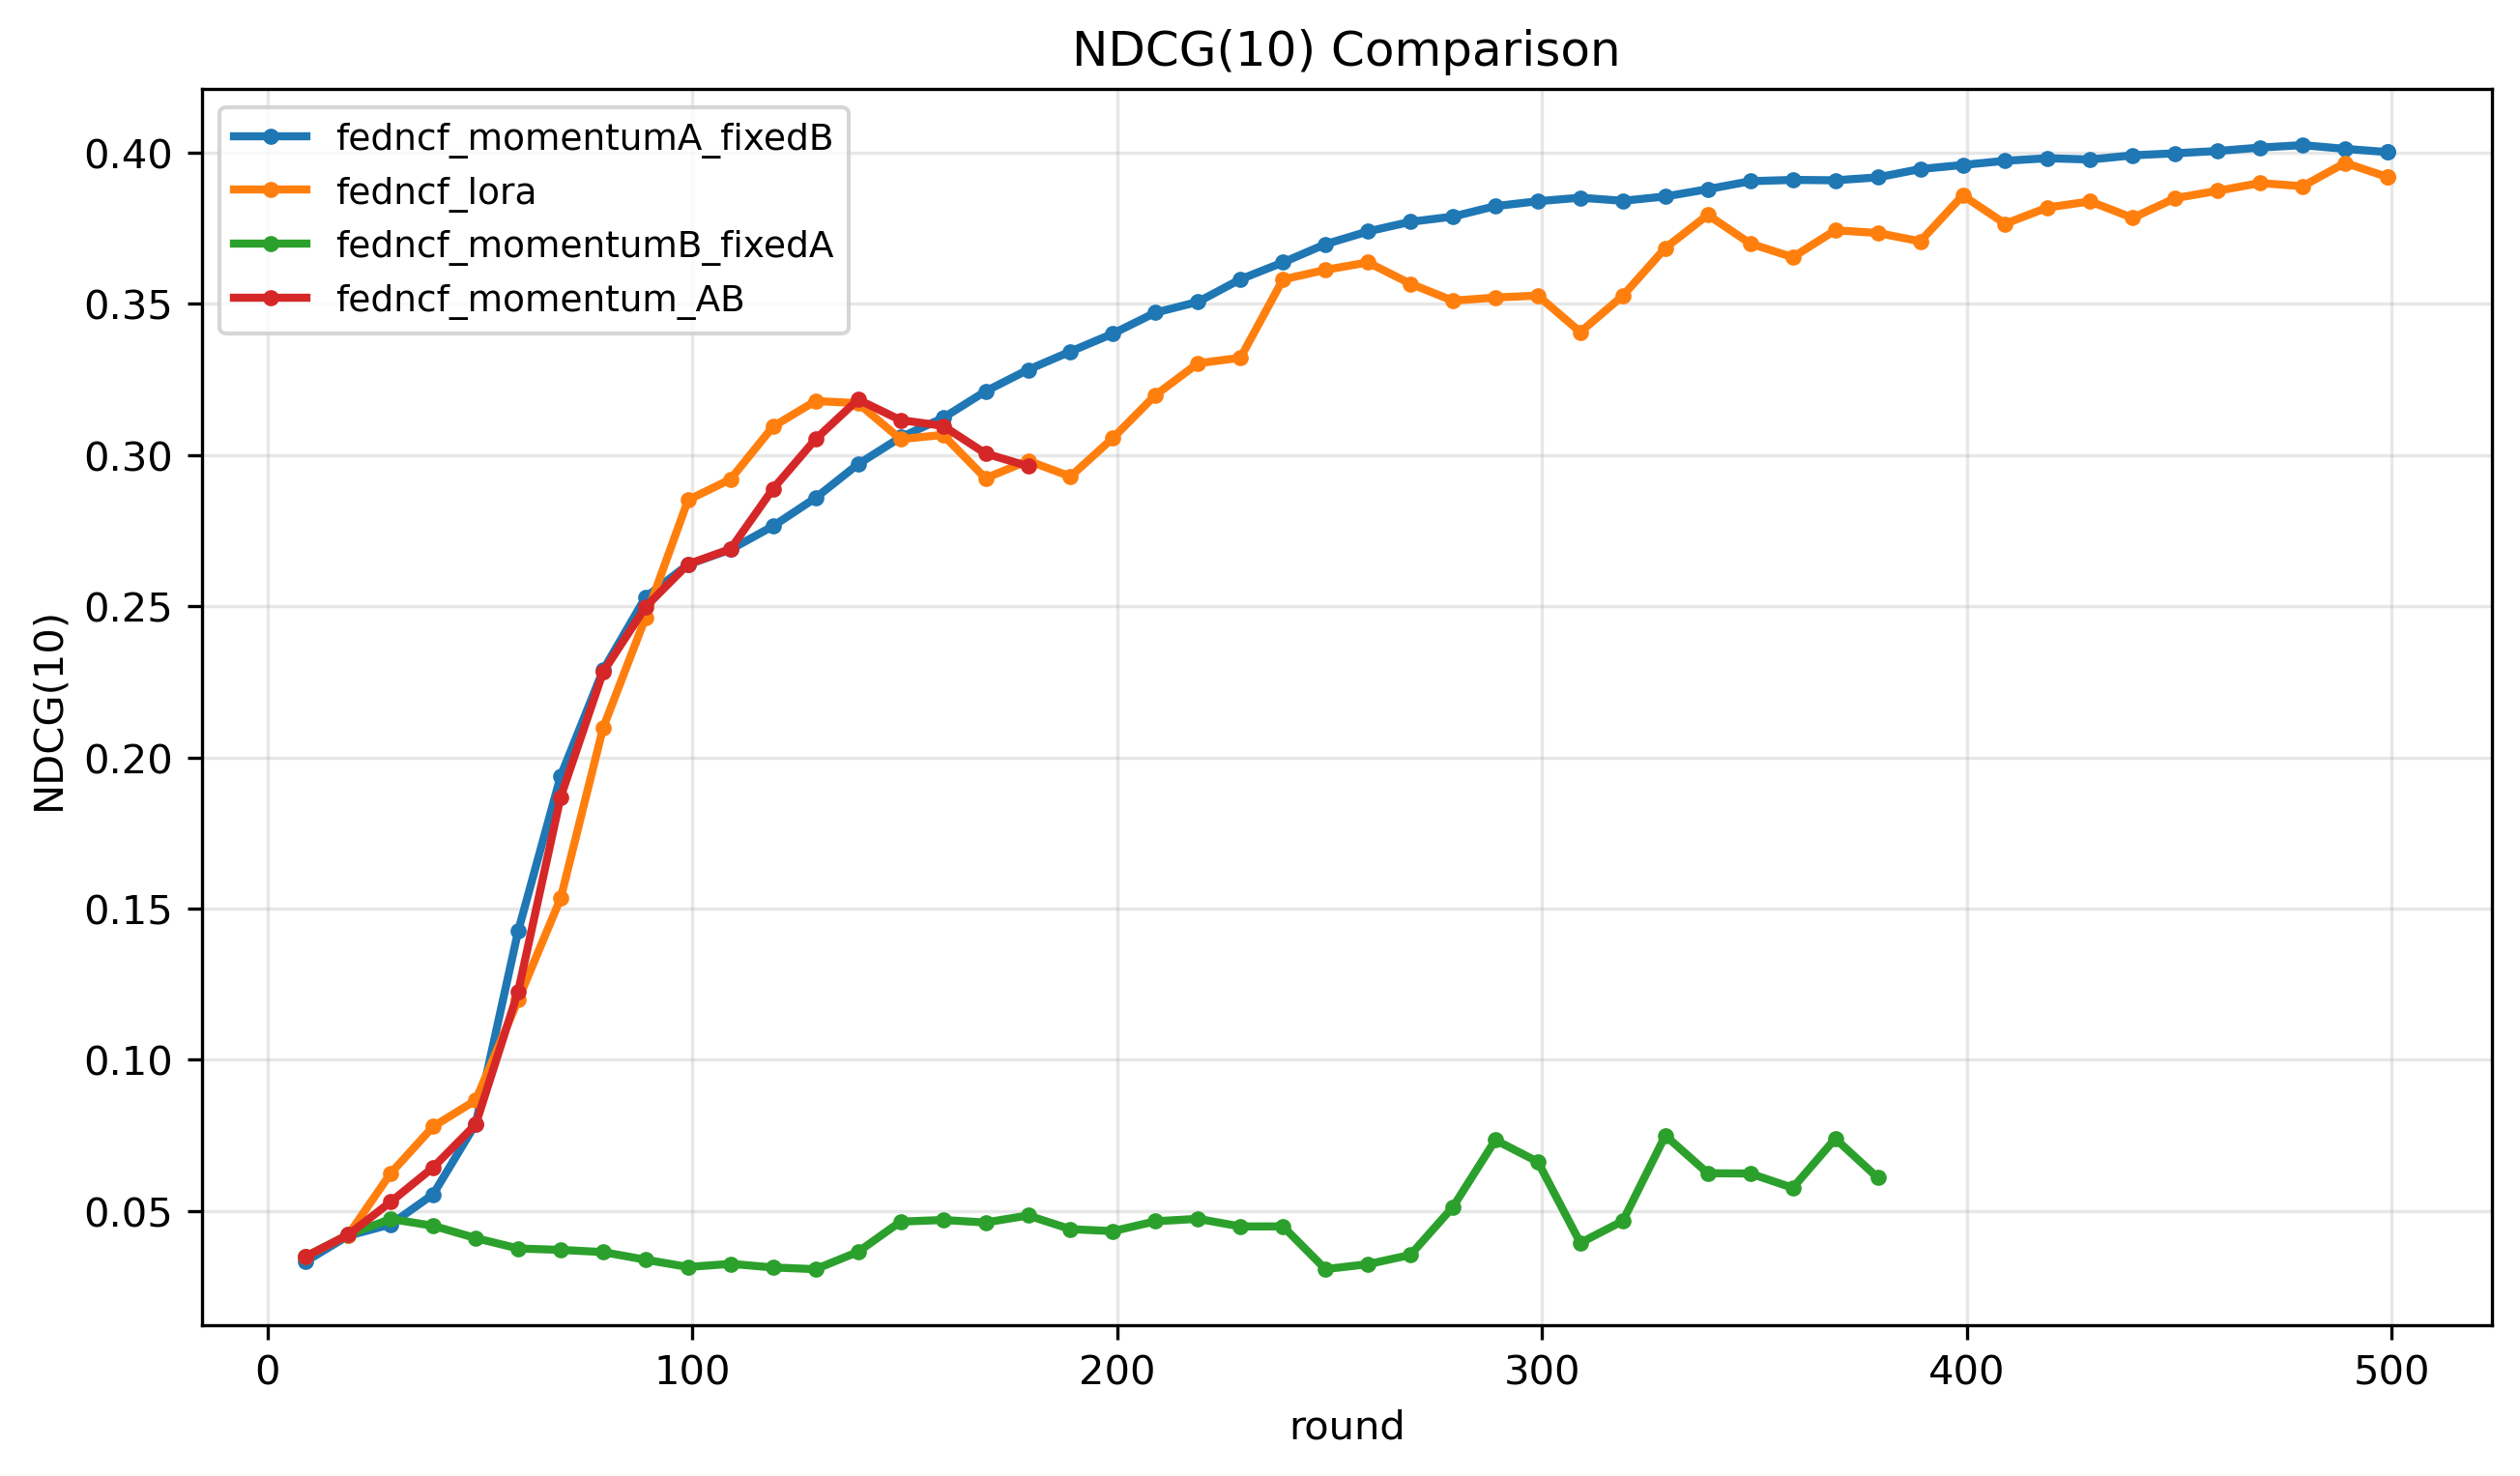 NDCG(10) Comparison
fedncf_momentumA_fixedB
fedncf_lora
fedncf_momentumB_fixedA
fedncf_momentum_AB
NDCG(10)
0.40
0.35
0.30
0.25
0.20
0.15
0.10
0.05
0 100 200 300 400 500
round